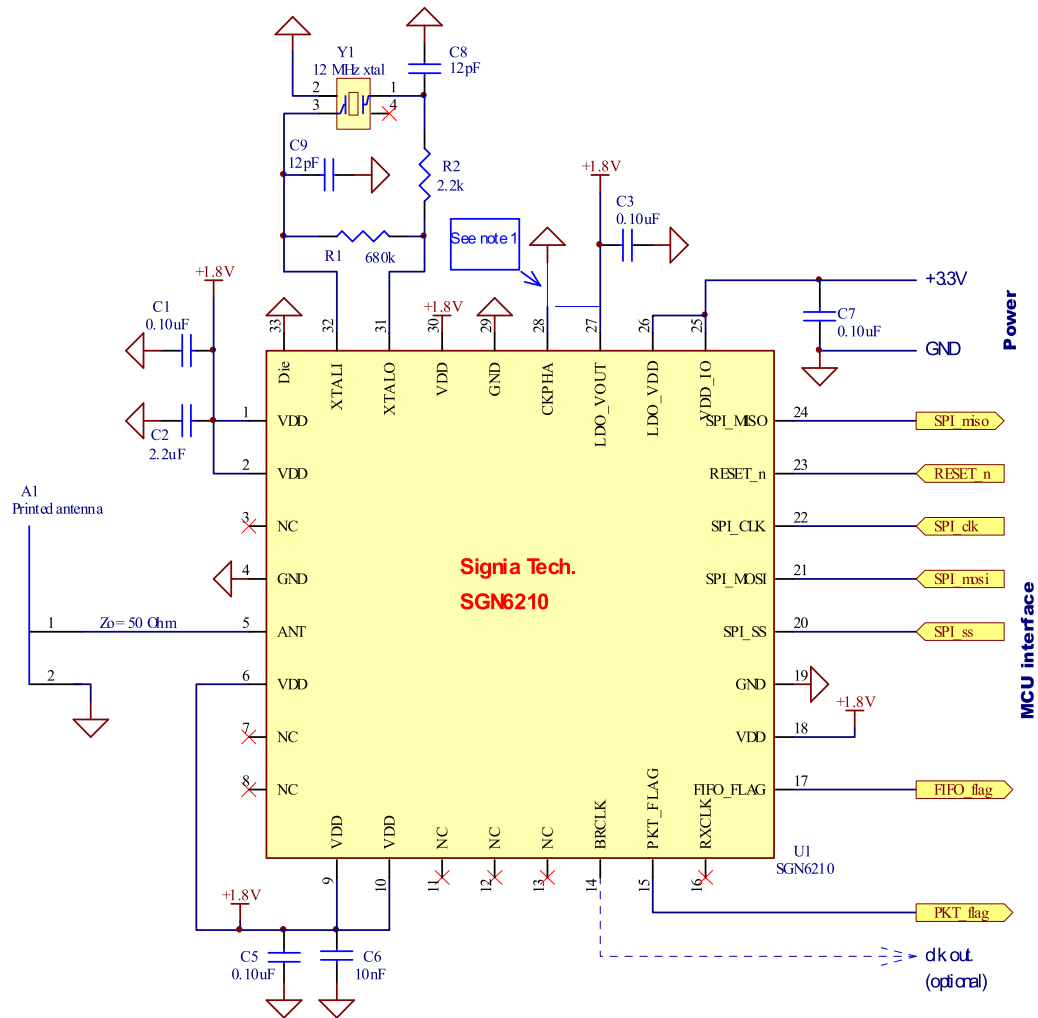 Y1
12 MHz xtal
C8
12pF
2
1
3
4
C9
12pF
R2
2.2k
R1
680k
See note 1
+1.8V
C3
0.10uF
+1.8V
C1
0.10uF
C2
2.2uF
+1.8V
+3.3V
C7
0.10uF
GND
Power
33
32
31
30
29
28
27
26
25
Die
XTALI
XTALO
VDD
GND
CKPHA
LDO_VOUT
LDO_VDD
VDD_IO
1
VDD
2
VDD
3
NC
4
GND
5
ANT
6
VDD
7
NC
8
NC
A1
Printed antenna
1
Zo= 50 Ohm
2
Signia Tech.
SGN6210
SPI_MISO
24
SPI_miso
RESET_n
23
RESET_n
SPI_CLK
22
SPI_clk
SPI_MOSI
21
SPI_mosi
SPI_SS
20
SPI_ss
GND
19
+1.8V
VDD
18
FIFO_FLAG
17
FIFO_flag
MCU interface
VDD
VDD
NC
NC
NC
BRCLK
PKT_FLAG
RXCLK
9
10
11
12
13
14
15
16
U1
SGN6210
PKT_flag
+1.8V
C5
0.10uF
C6
10nF
clk out.
(optional)